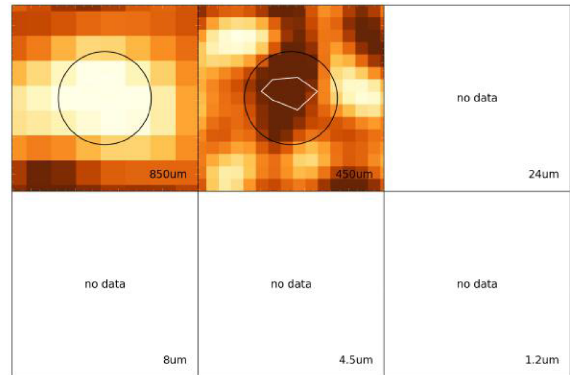 850um
450um
no data
24um
no data
8um
no data
4.5um
no data
1.2um